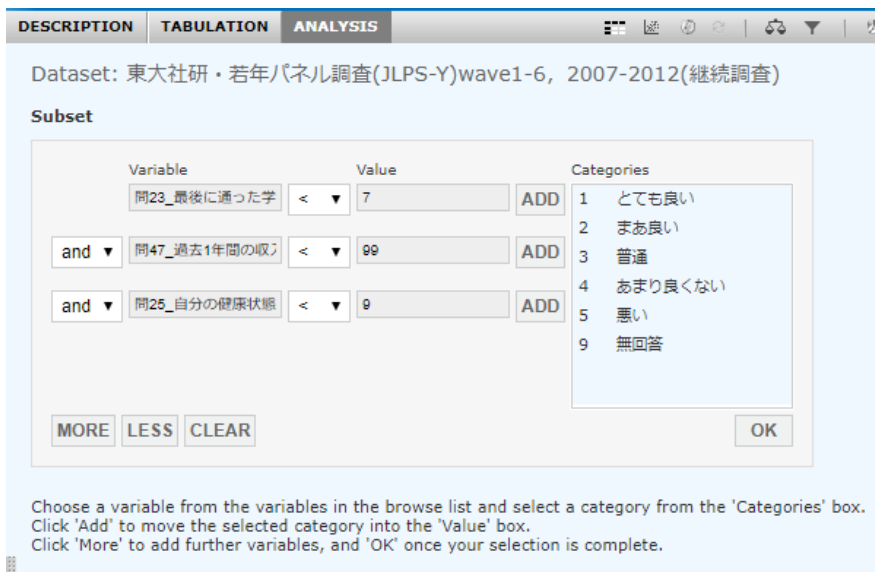 DESCRIPTION TABULATION ANALYSIS
Dataset: 東大社研・若年パネル調査(JLPS-Y)wave1-6, 2007-2012(継続調査)
Subset
Variable Value Categories
問23_最後に通った学 < ▼ 7 ADD
and ▼ 問47_過去1年間の収入 < ▼ 99 ADD
and ▼ 問25_自分の健康状態 < ▼ 9 ADD
1 とても良い
2 まあ良い
3 普通
4 あまり良くない
5 悪い
9 無回答
MORE LESS CLEAR OK
Choose a variable from the variables in the browse list and select a category from the 'Categories' box.
Click 'Add' to move the selected category into the 'Value' box.
Click 'More' to add further variables, and 'OK' once your selection is complete.